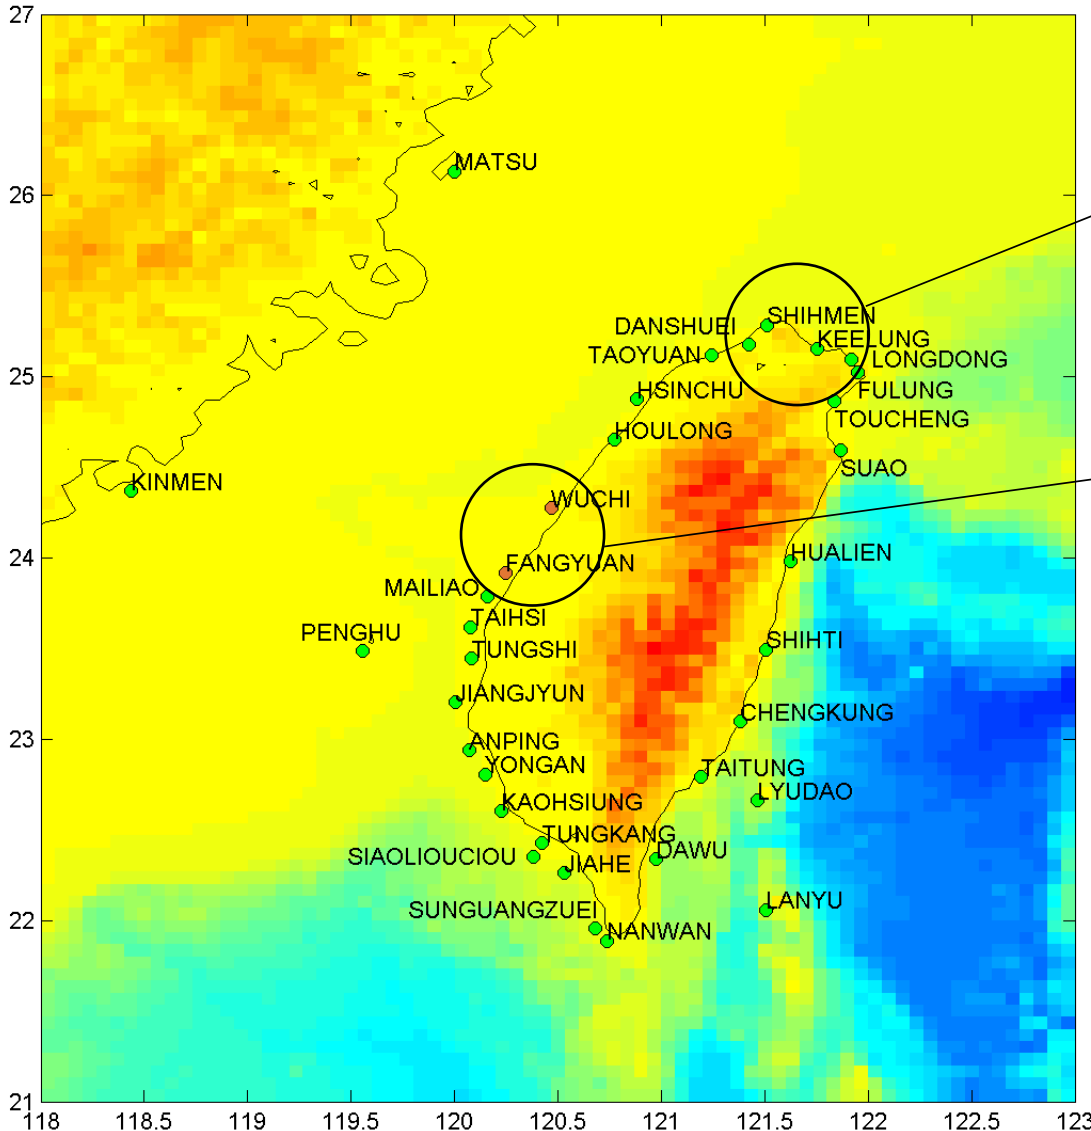 27
MATSU
26
SHIHMEN
DANSHUEI
KEELUNG
TAOYUAN
LONGDONG
25
HSINCHU
FULUNG
TOUCHENG
HOULONG
SUAO
KINMEN
WUCHI
24
HUALIEN
FANGYUAN
MAILIAO
TAIHSI
PENGHU
SHIHTI
TUNGSHI
JIANGJYUN
CHENGKUNG
23
ANPING
YONGAN
TAITUNG
LYUDAO
KAOHSIUNG
TUNGKANG
SIAOLIOUCIOU
DAWU
JIAHE
22
LANYU
SUNGUANGZUEI
NANWAN
21
118 118.5 119 119.5 120 120.5 121 121.5 122 122.5 123